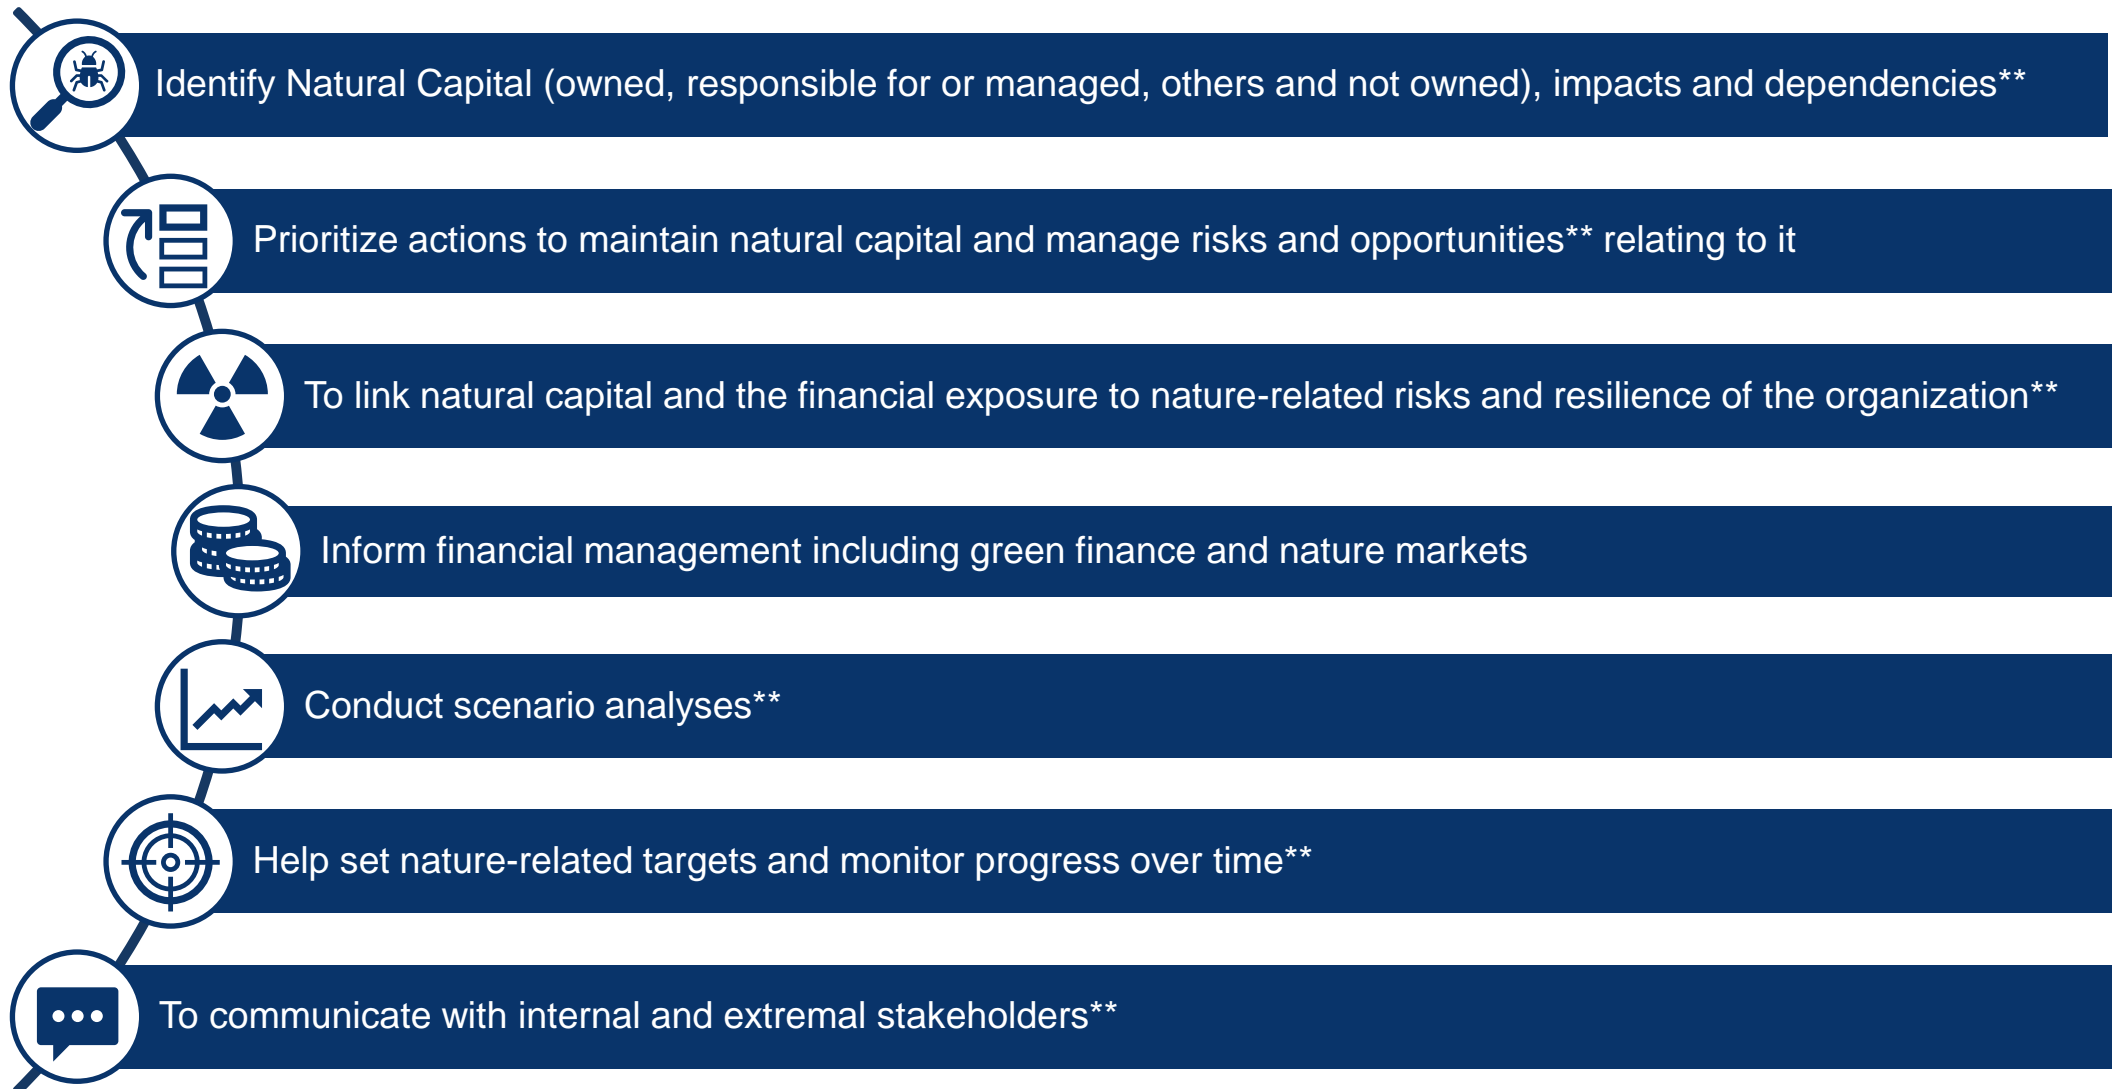 Identify Natural Capital (owned, responsible for or managed, others and not owned), impacts and dependencies**
Prioritize actions to maintain natural capital and manage risks and opportunities** relating to it
To link natural capital and the financial exposure to nature-related risks and resilience of the organization**
Inform financial management including green finance and nature markets
Conduct scenario analyses**
Help set nature-related targets and monitor progress over time**
To communicate with internal and extremal stakeholders**